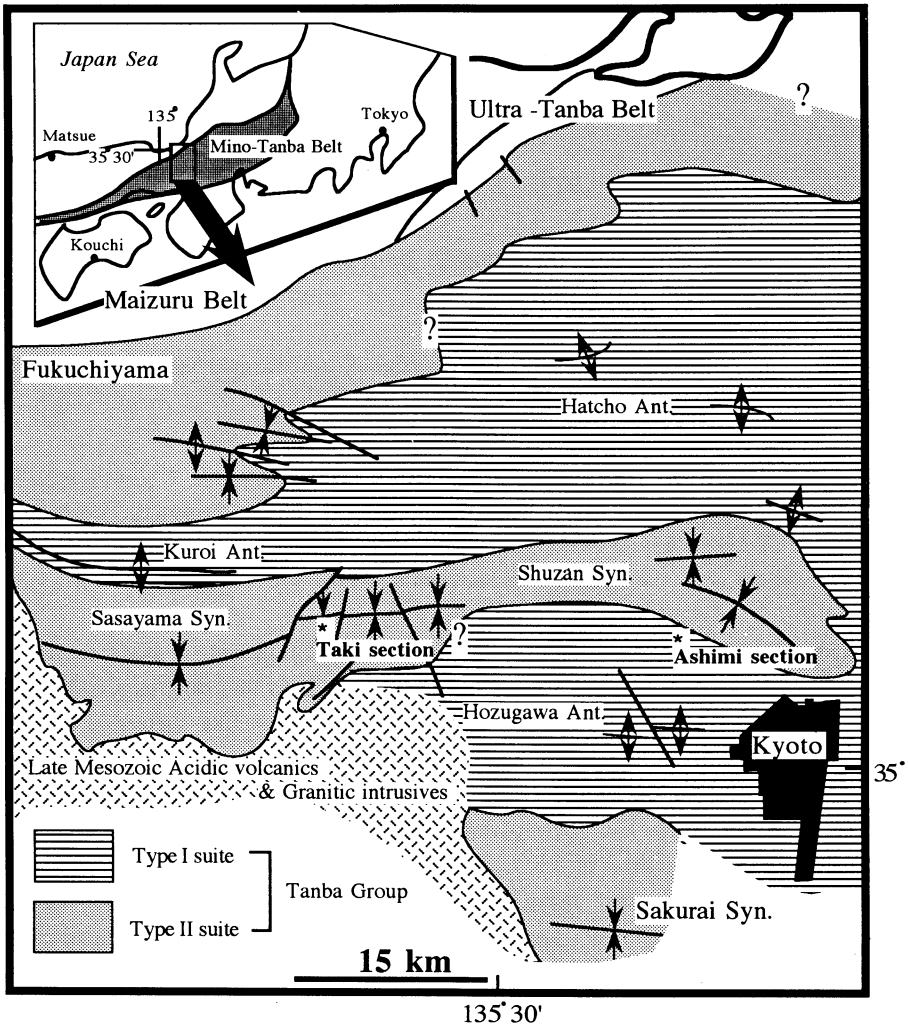 Japan Sea
135°
Tokyo
Matsue
35 30'
Mino-Tanba Belt
Kouchi
Ultra -Tanba Belt
?
Maizuru Belt
?
Fukuchiyama
Hatcho Ant.
Kuroi Ant.
Shuzan Syn.
Sasayama Syn.
*
Taki section
?
*
Ashimi section
Hozugawa Ant.
Kyoto
35°
Late Mesozoic Acidic volcanics
& Granitic intrusives
Type I suite
Tanba Group
Type II suite
Sakurai Syn.
15 km
135°30'